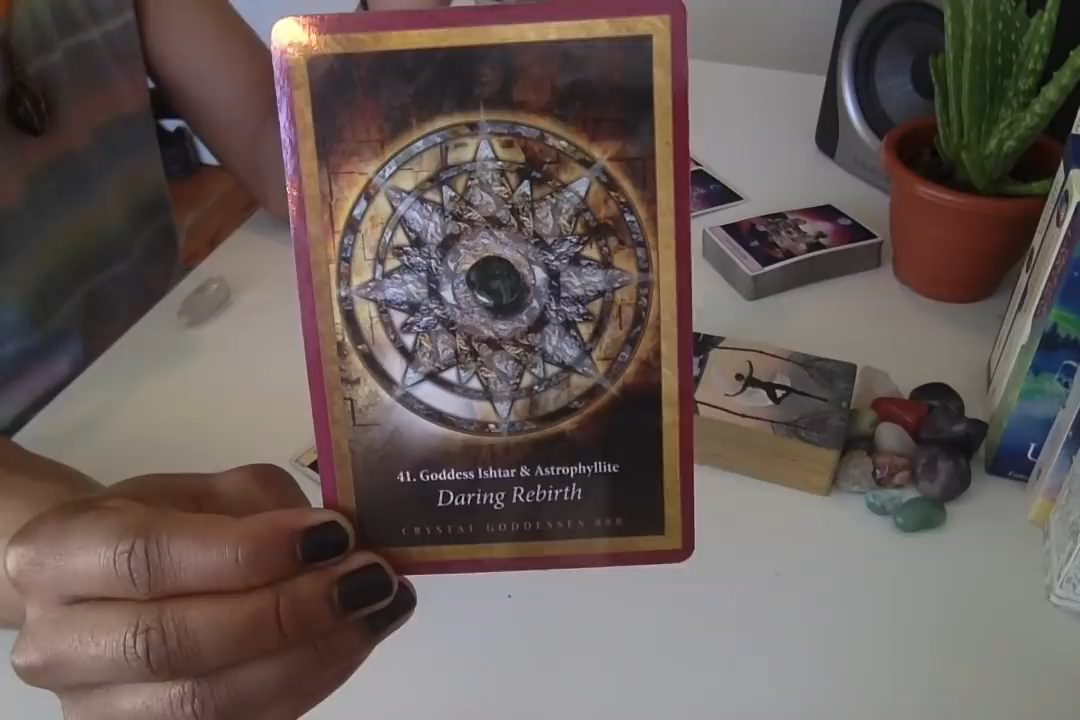 41. Goddess Ishtar & Astrophyllite
Daring Rebirth
CRYSTAL GODDESSES 888